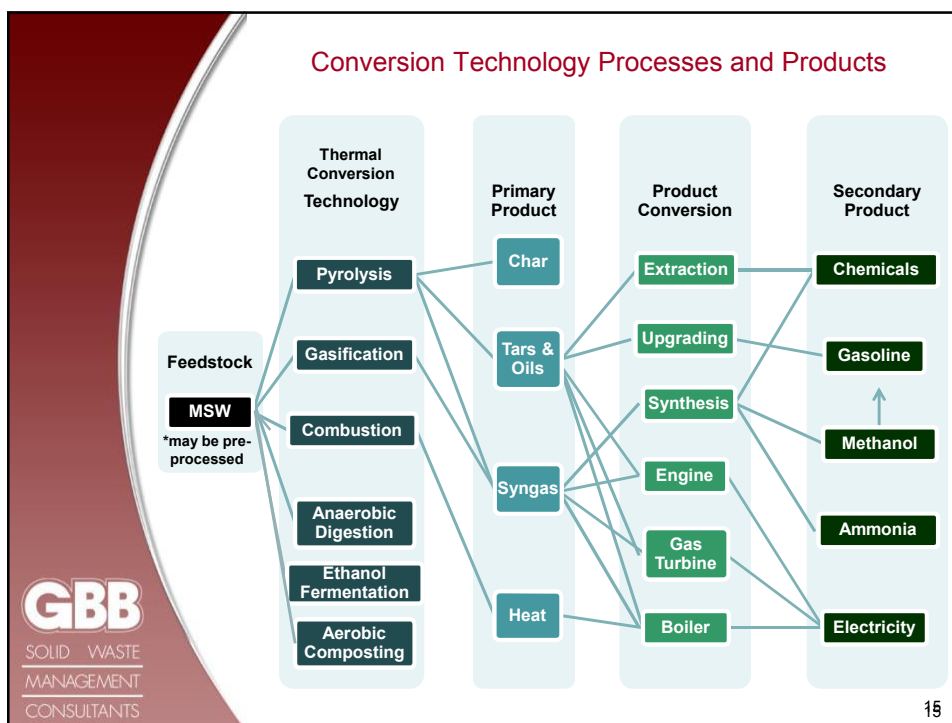 Conversion Technology Processes and Products
Feedstock
MSW
*may be pre-
processed
Thermal
Conversion
Technology
Pyrolysis
Gasification
Combustion
Anaerobic
Digestion
Ethanol
Fermentation
Aerobic
Composting
Primary
Product
Char
Tars &
Oils
Syngas
Heat
Product
Conversion
Extraction
Upgrading
Synthesis
Engine
Gas
Turbine
Boiler
Secondary
Product
Chemicals
Gasoline
Methanol
Ammonia
Electricity
GBB
SOLID WASTE
MANAGEMENT
CONSULTANTS
15